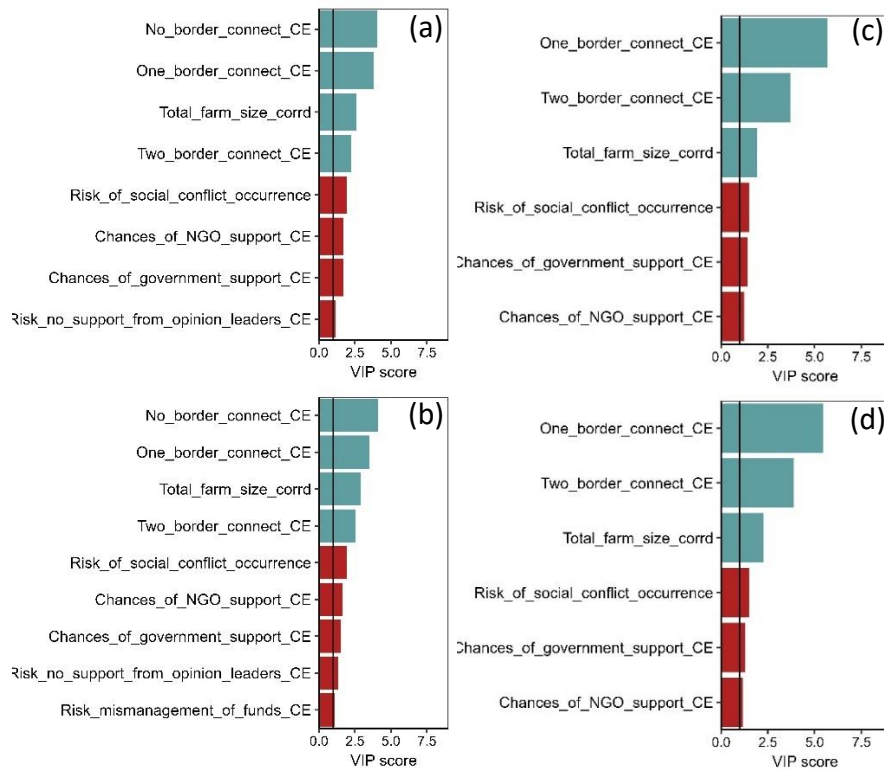 (a)
No_border_connect_CE
One_border_connect_CE
Total_farm_size_corrd
Two_border_connect_CE
Risk_of_social_conflict_occurrence
Chances_of_NGO_support_CE
Chances_of_government_support_CE
Risk_no_support_from_opinion_leaders_CE
0.0 2.5 5.0 7.5
VIP score
(c)
One_border_connect_CE
Two_border_connect_CE
Total_farm_size_corrd
Risk_of_social_conflict_occurrence
Chances_of_government_support_CE
Chances_of_NGO_support_CE
0.0 2.5 5.0 7.5
VIP score
(b)
No_border_connect_CE
One_border_connect_CE
Total_farm_size_corrd
Two_border_connect_CE
Risk_of_social_conflict_occurrence
Chances_of_NGO_support_CE
Chances_of_government_support_CE
Risk_no_support_from_opinion_leaders_CE
Risk_mismanagement_of_funds_CE
0.0 2.5 5.0 7.5
VIP score
(d)
One_border_connect_CE
Two_border_connect_CE
Total_farm_size_corrd
Risk_of_social_conflict_occurrence
Chances_of_government_support_CE
Chances_of_NGO_support_CE
0.0 2.5 5.0 7.5
VIP score